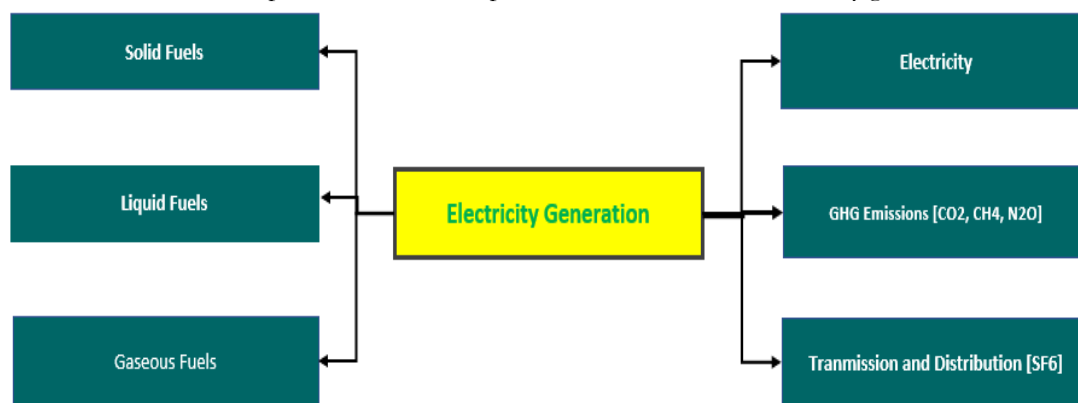 Solid Fuels
Electricity
Liquid Fuels
Electricity Generation
GHG Emissions [CO2, CH4, N2O]
Gaseous Fuels
Tranmission and Distribution [SF6]